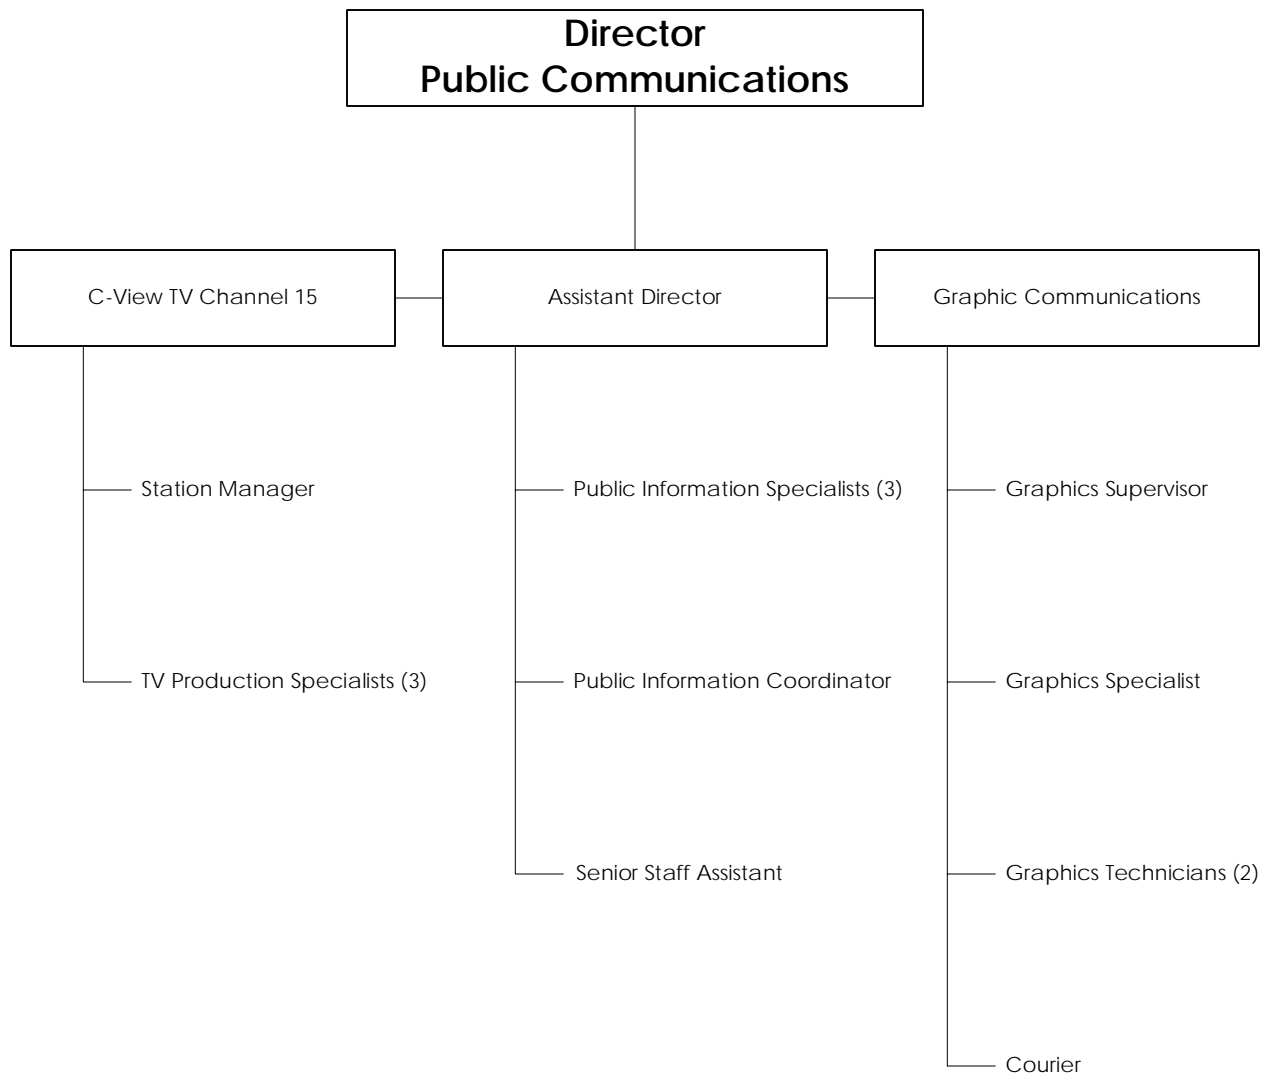 Director
Public Communications
C-View TV Channel 15
Assistant Director
Graphic Communications
Station Manager
Public Information Specialists (3)
Graphics Supervisor
TV Production Specialists (3)
Public Information Coordinator
Graphics Specialist
Senior Staff Assistant
Graphics Technicians (2)
Courier